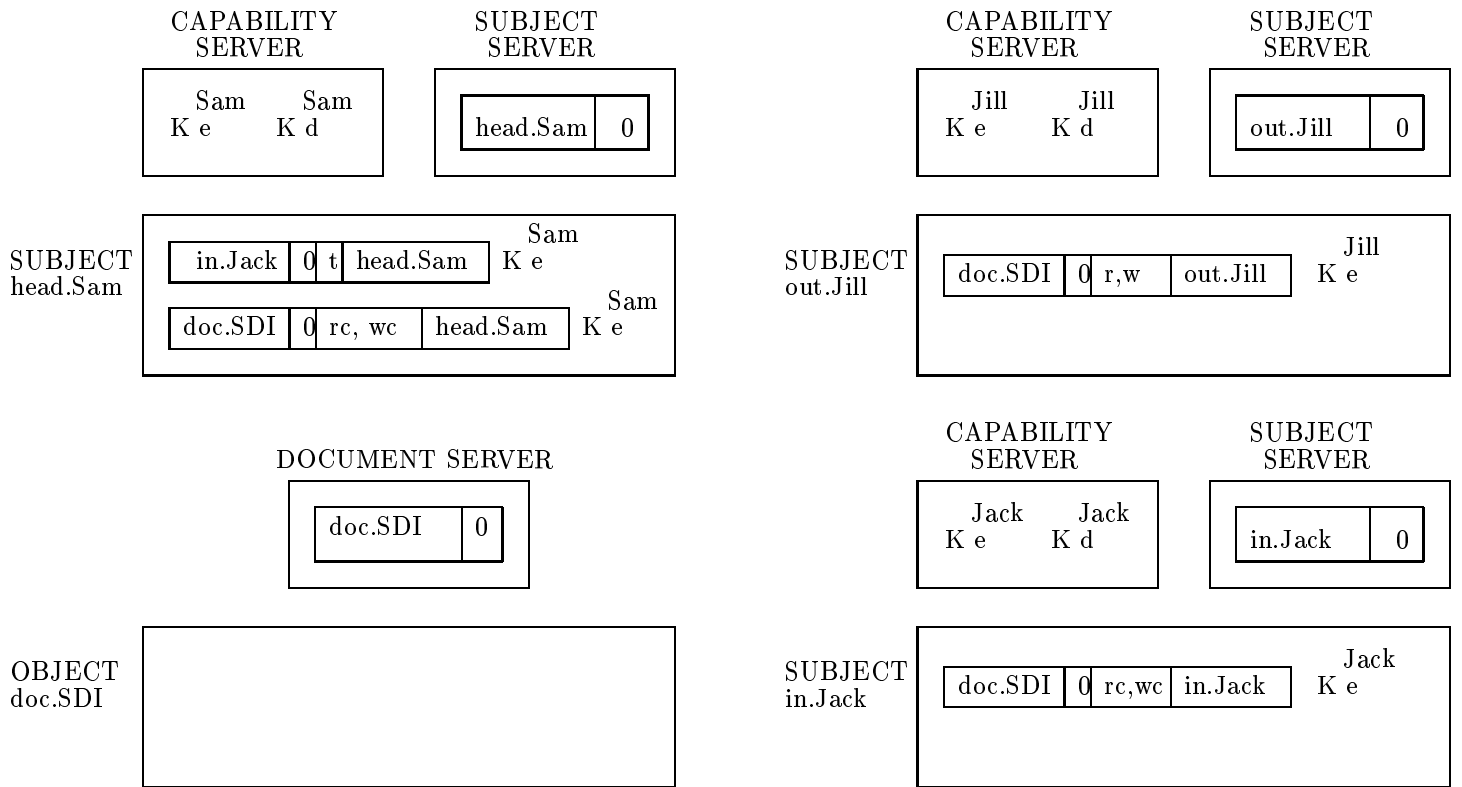 CAPABILITY SERVER
SUBJECT SERVER
Sam Sam
K e K d
head.Sam 0
SUBJECT head.Sam
in.Jack 0 t head.Sam K e Sam
doc.SDI 0 rc, wc head.Sam K e Sam
CAPABILITY SERVER
SUBJECT SERVER
Jill Jill
K e K d
out.Jill 0
SUBJECT out.Jill
doc.SDI 0 r,w out.Jill K e Jill
DOCUMENT SERVER
doc.SDI 0
OBJECT doc.SDI
CAPABILITY SERVER
SUBJECT SERVER
Jack Jack
K e K d
in.Jack 0
SUBJECT in.Jack
doc.SDI 0 rc,wc in.Jack K e Jack